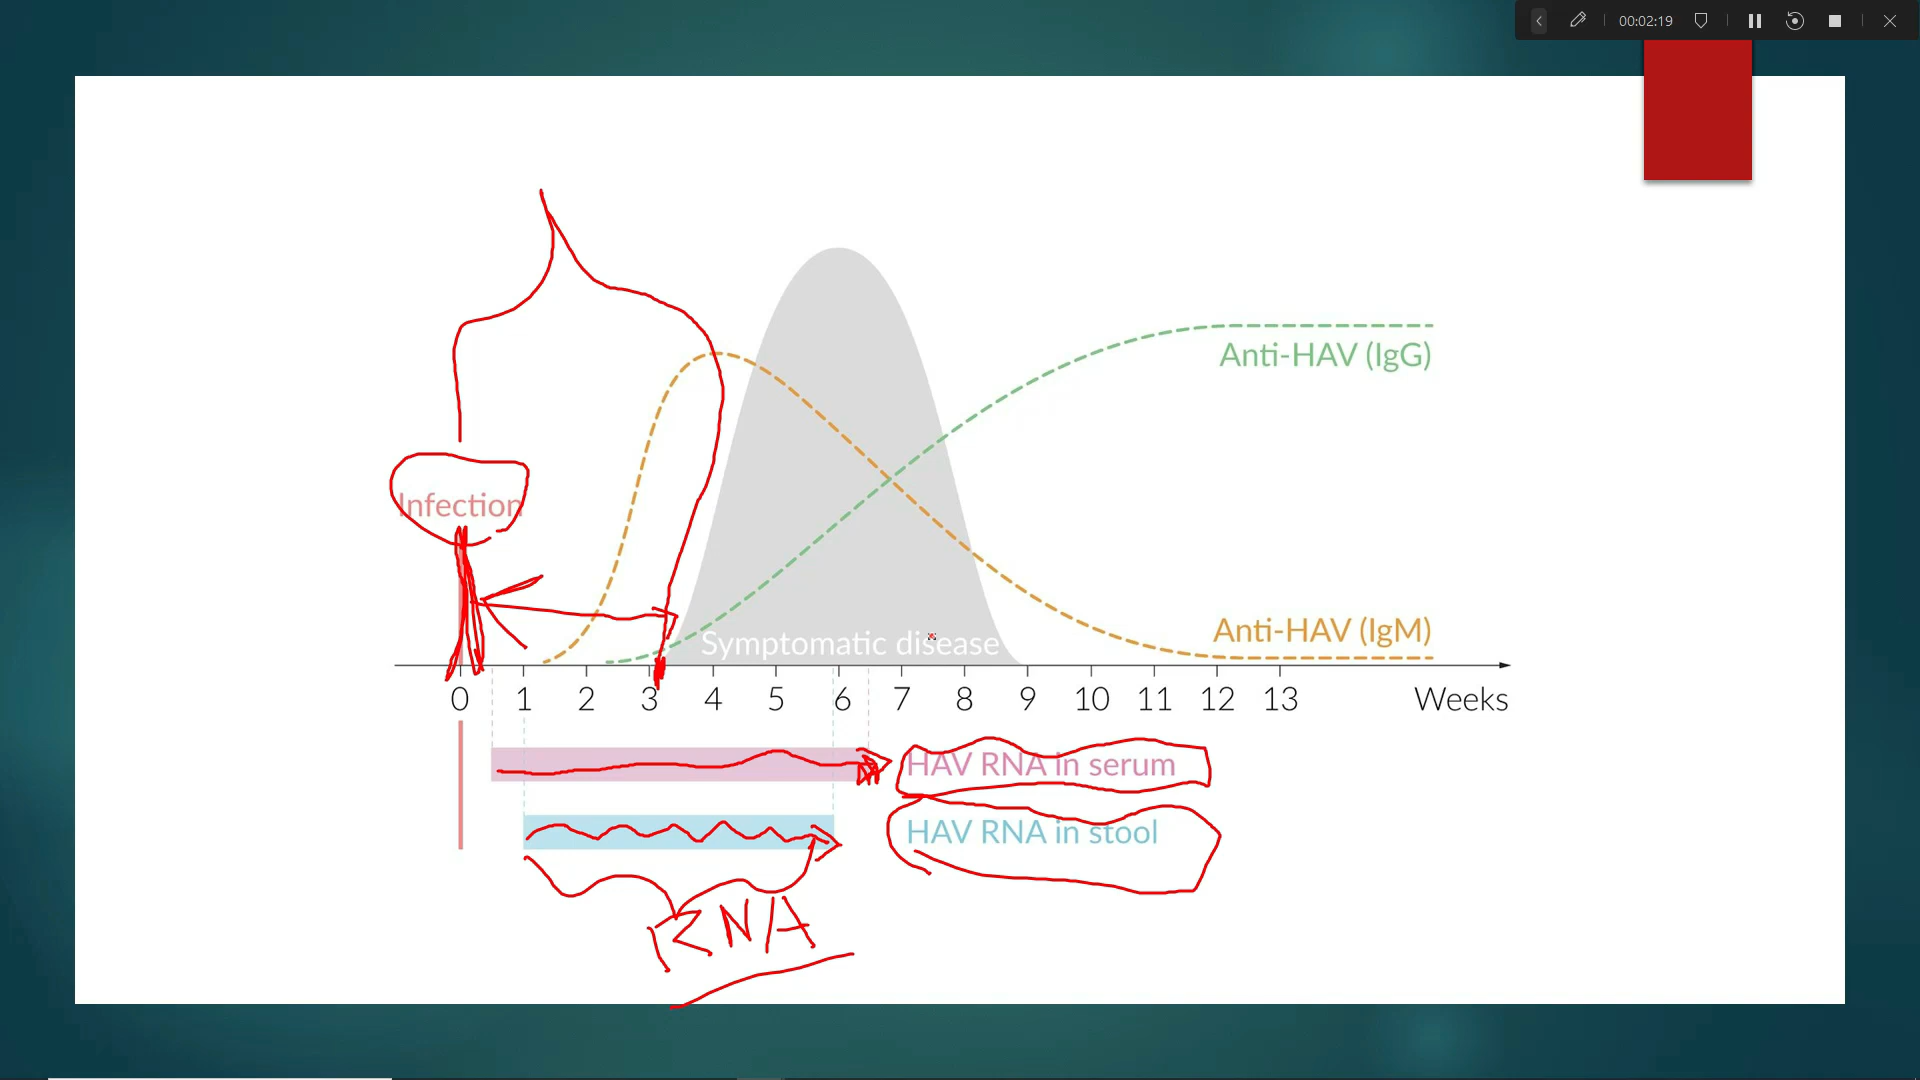 00:02:19
Anti-HAV (IgG)
Infection
Anti-HAV (IgM)
Symptomatic disease
0 1 2 3 4 5 6 7 8 9 10 11 12 13 Weeks
HAV RNA in serum
HAV RNA in stool
RNA